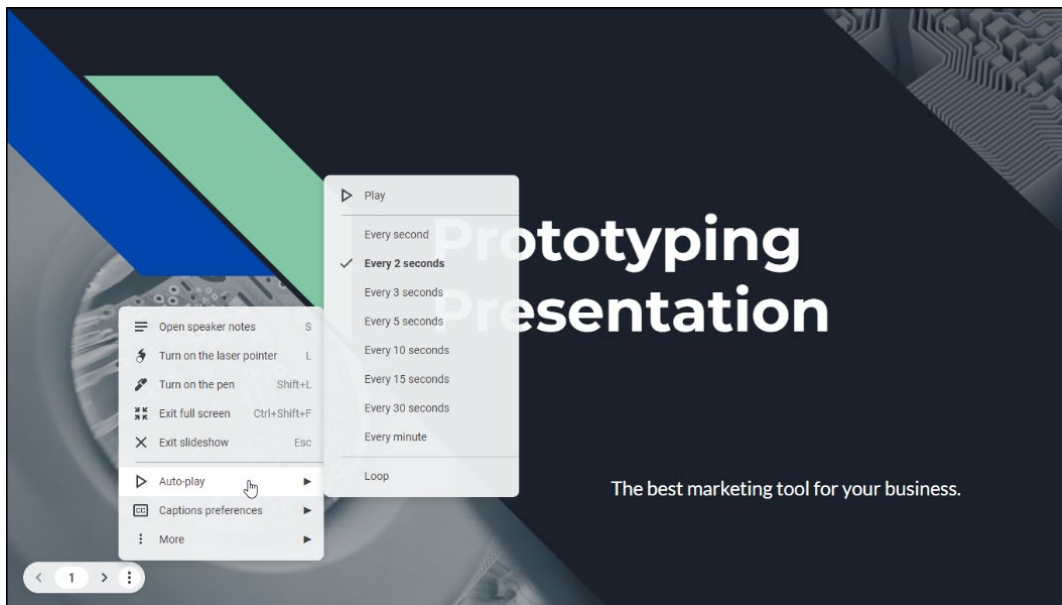 Prototyping
Presentation
The best marketing tool for your business.
Play
Every second
Every 2 seconds
Every 3 seconds
Every 5 seconds
Every 10 seconds
Every 15 seconds
Every 30 seconds
Every minute
Loop
Open speaker notes S
Turn on the laser pointer L
Turn on the pen Shift+L
Exit full screen Ctrl+Shift+F
Exit slideshow Esc
Auto-play
CC Captions preferences
More
1